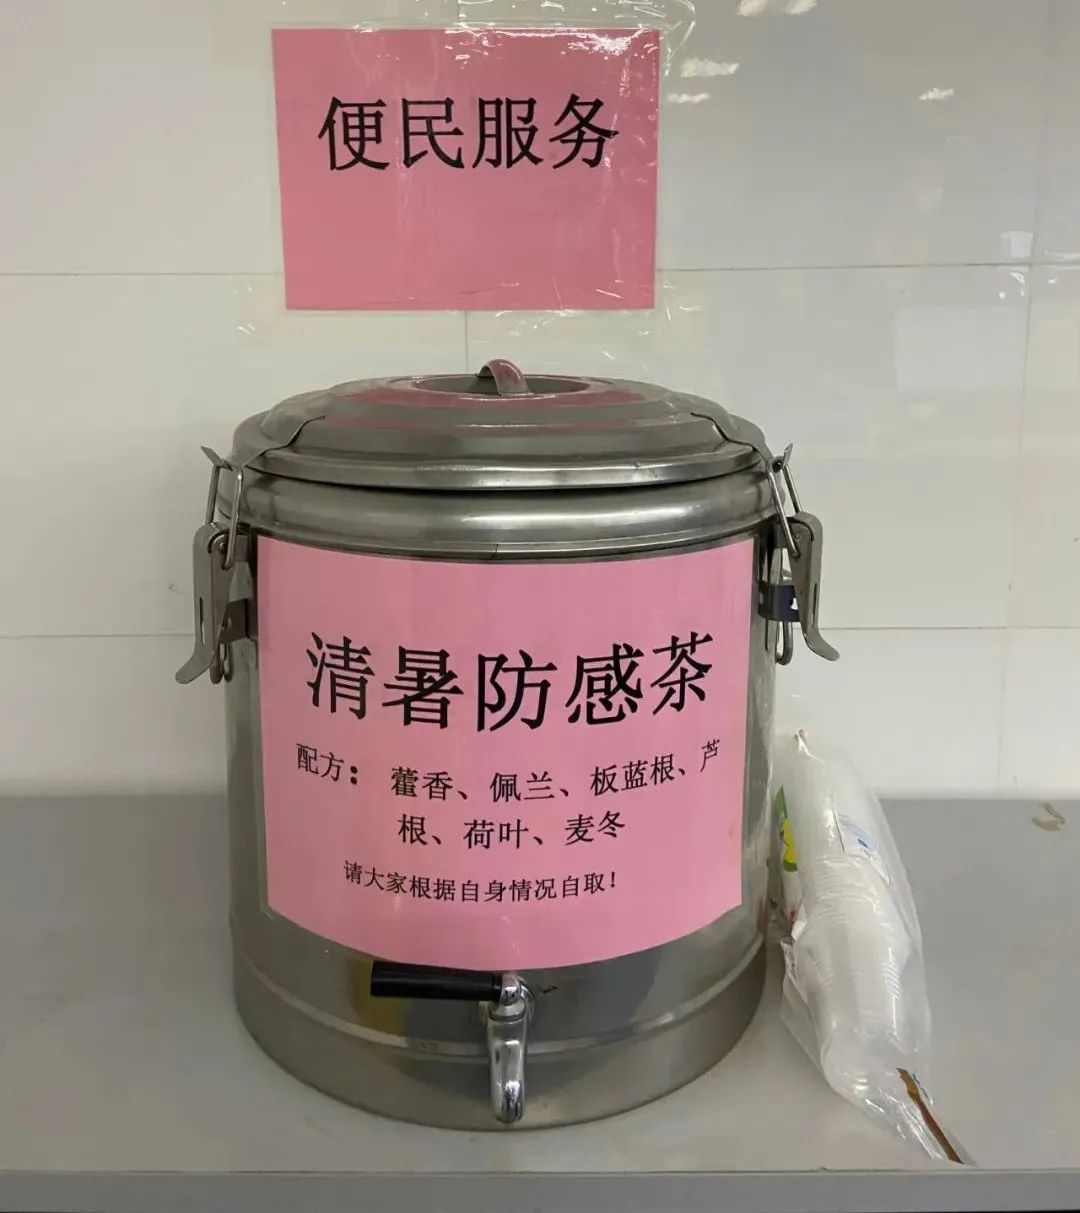 便民服务
清暑防感茶
配方：藿香、佩兰、板蓝根、芦
根、荷叶、麦冬
请大家根据自身情况自取！